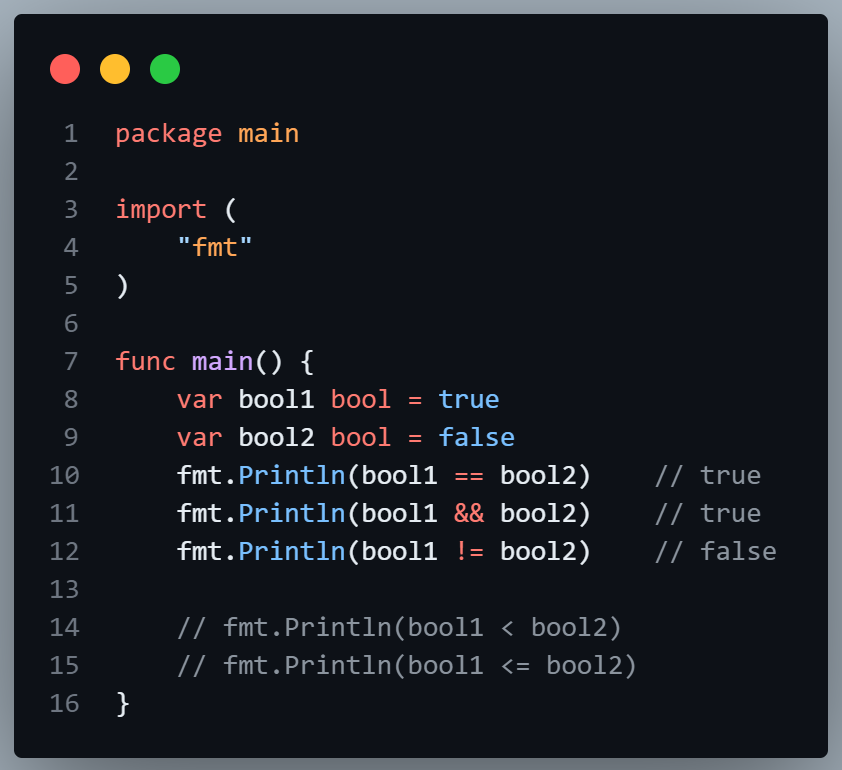 1 package main
2
3 import (
4     "fmt"
5 )
6
7 func main() {
8     var bool1 bool = true
9     var bool2 bool = false
10     fmt.Println(bool1 == bool2)    // true
11     fmt.Println(bool1 && bool2)    // true
12     fmt.Println(bool1 != bool2)    // false
13
14     // fmt.Println(bool1 < bool2)
15     // fmt.Println(bool1 <= bool2)
16 }